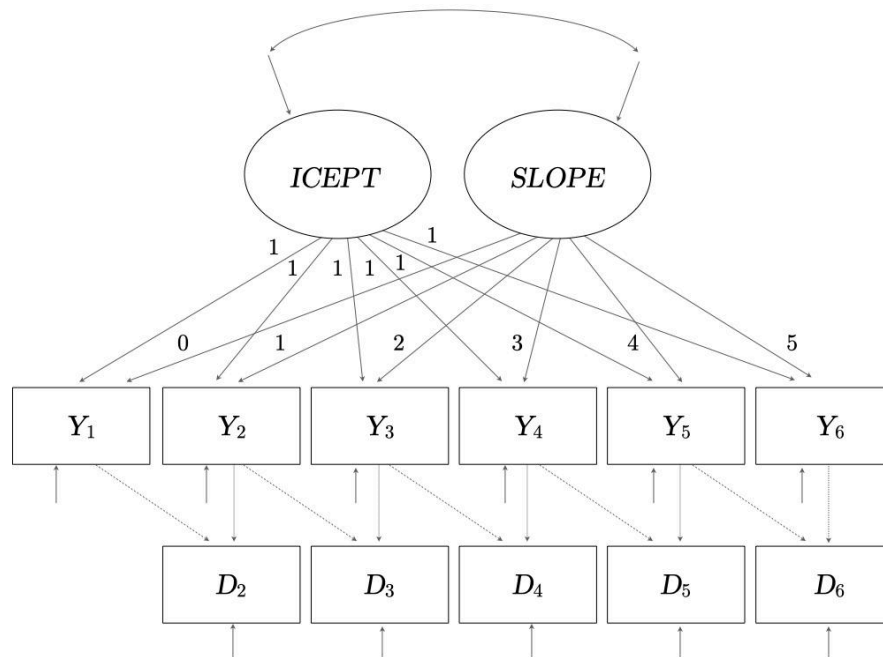 ICEPT SLOPE
1 1 1 1 1 1
0 1 2 3 4 5
Y₁ Y₂ Y₃ Y₄ Y₅ Y₆
D₂ D₃ D₄ D₅ D₆